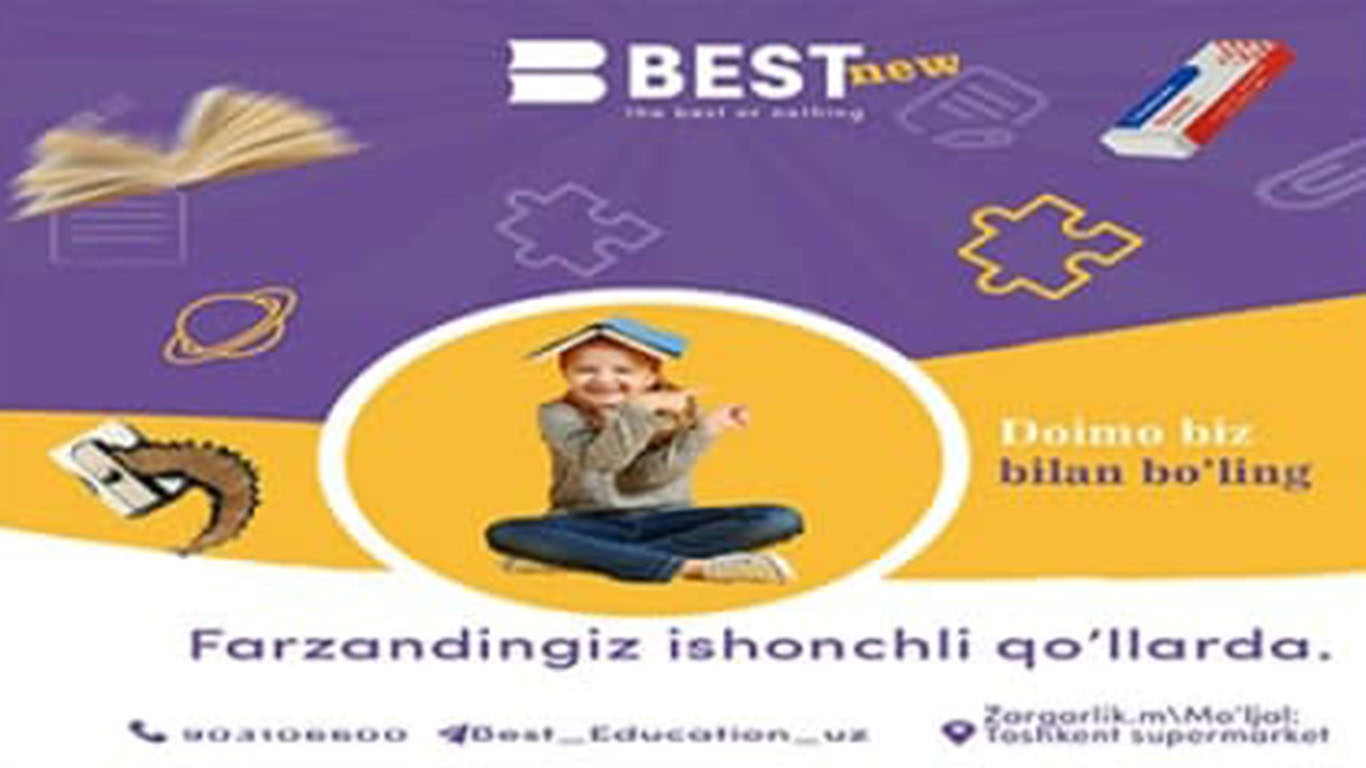 BEST new
the best or nothing
Doimo biz
bilan bo'ling
Farzandingiz ishonchli qo'llarda.
903106600
Best_Education_uz
Zargarlik.m\Mo'ljal:
Toshkent supermarket